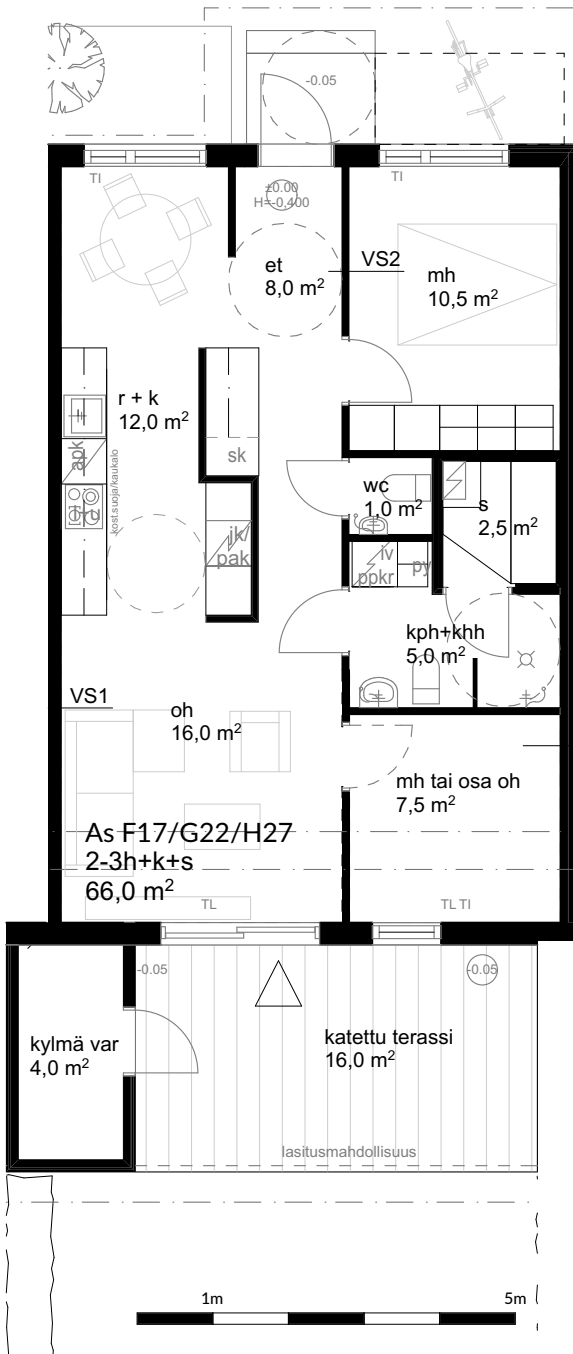 -0.05
TI
±0.00
H=-0,400
TI
et
8,0 m²
VS2
mh
10,5 m²
r + k
12,0 m²
apk
kost.suoja/kaukalo
sk
wc
1,0 m²
s
2,5 m²
jk/
pak
iv
ppkr
py
kph+khh
5,0 m²
VS1
oh
16,0 m²
mh tai osa oh
7,5 m²
As F17/G22/H27
2-3h+k+s
66,0 m²
TL
TL TI
-0.05
-0.05
kylmä var
4,0 m²
katettu terassi
16,0 m²
lasitusmahdollisuus
1m
5m